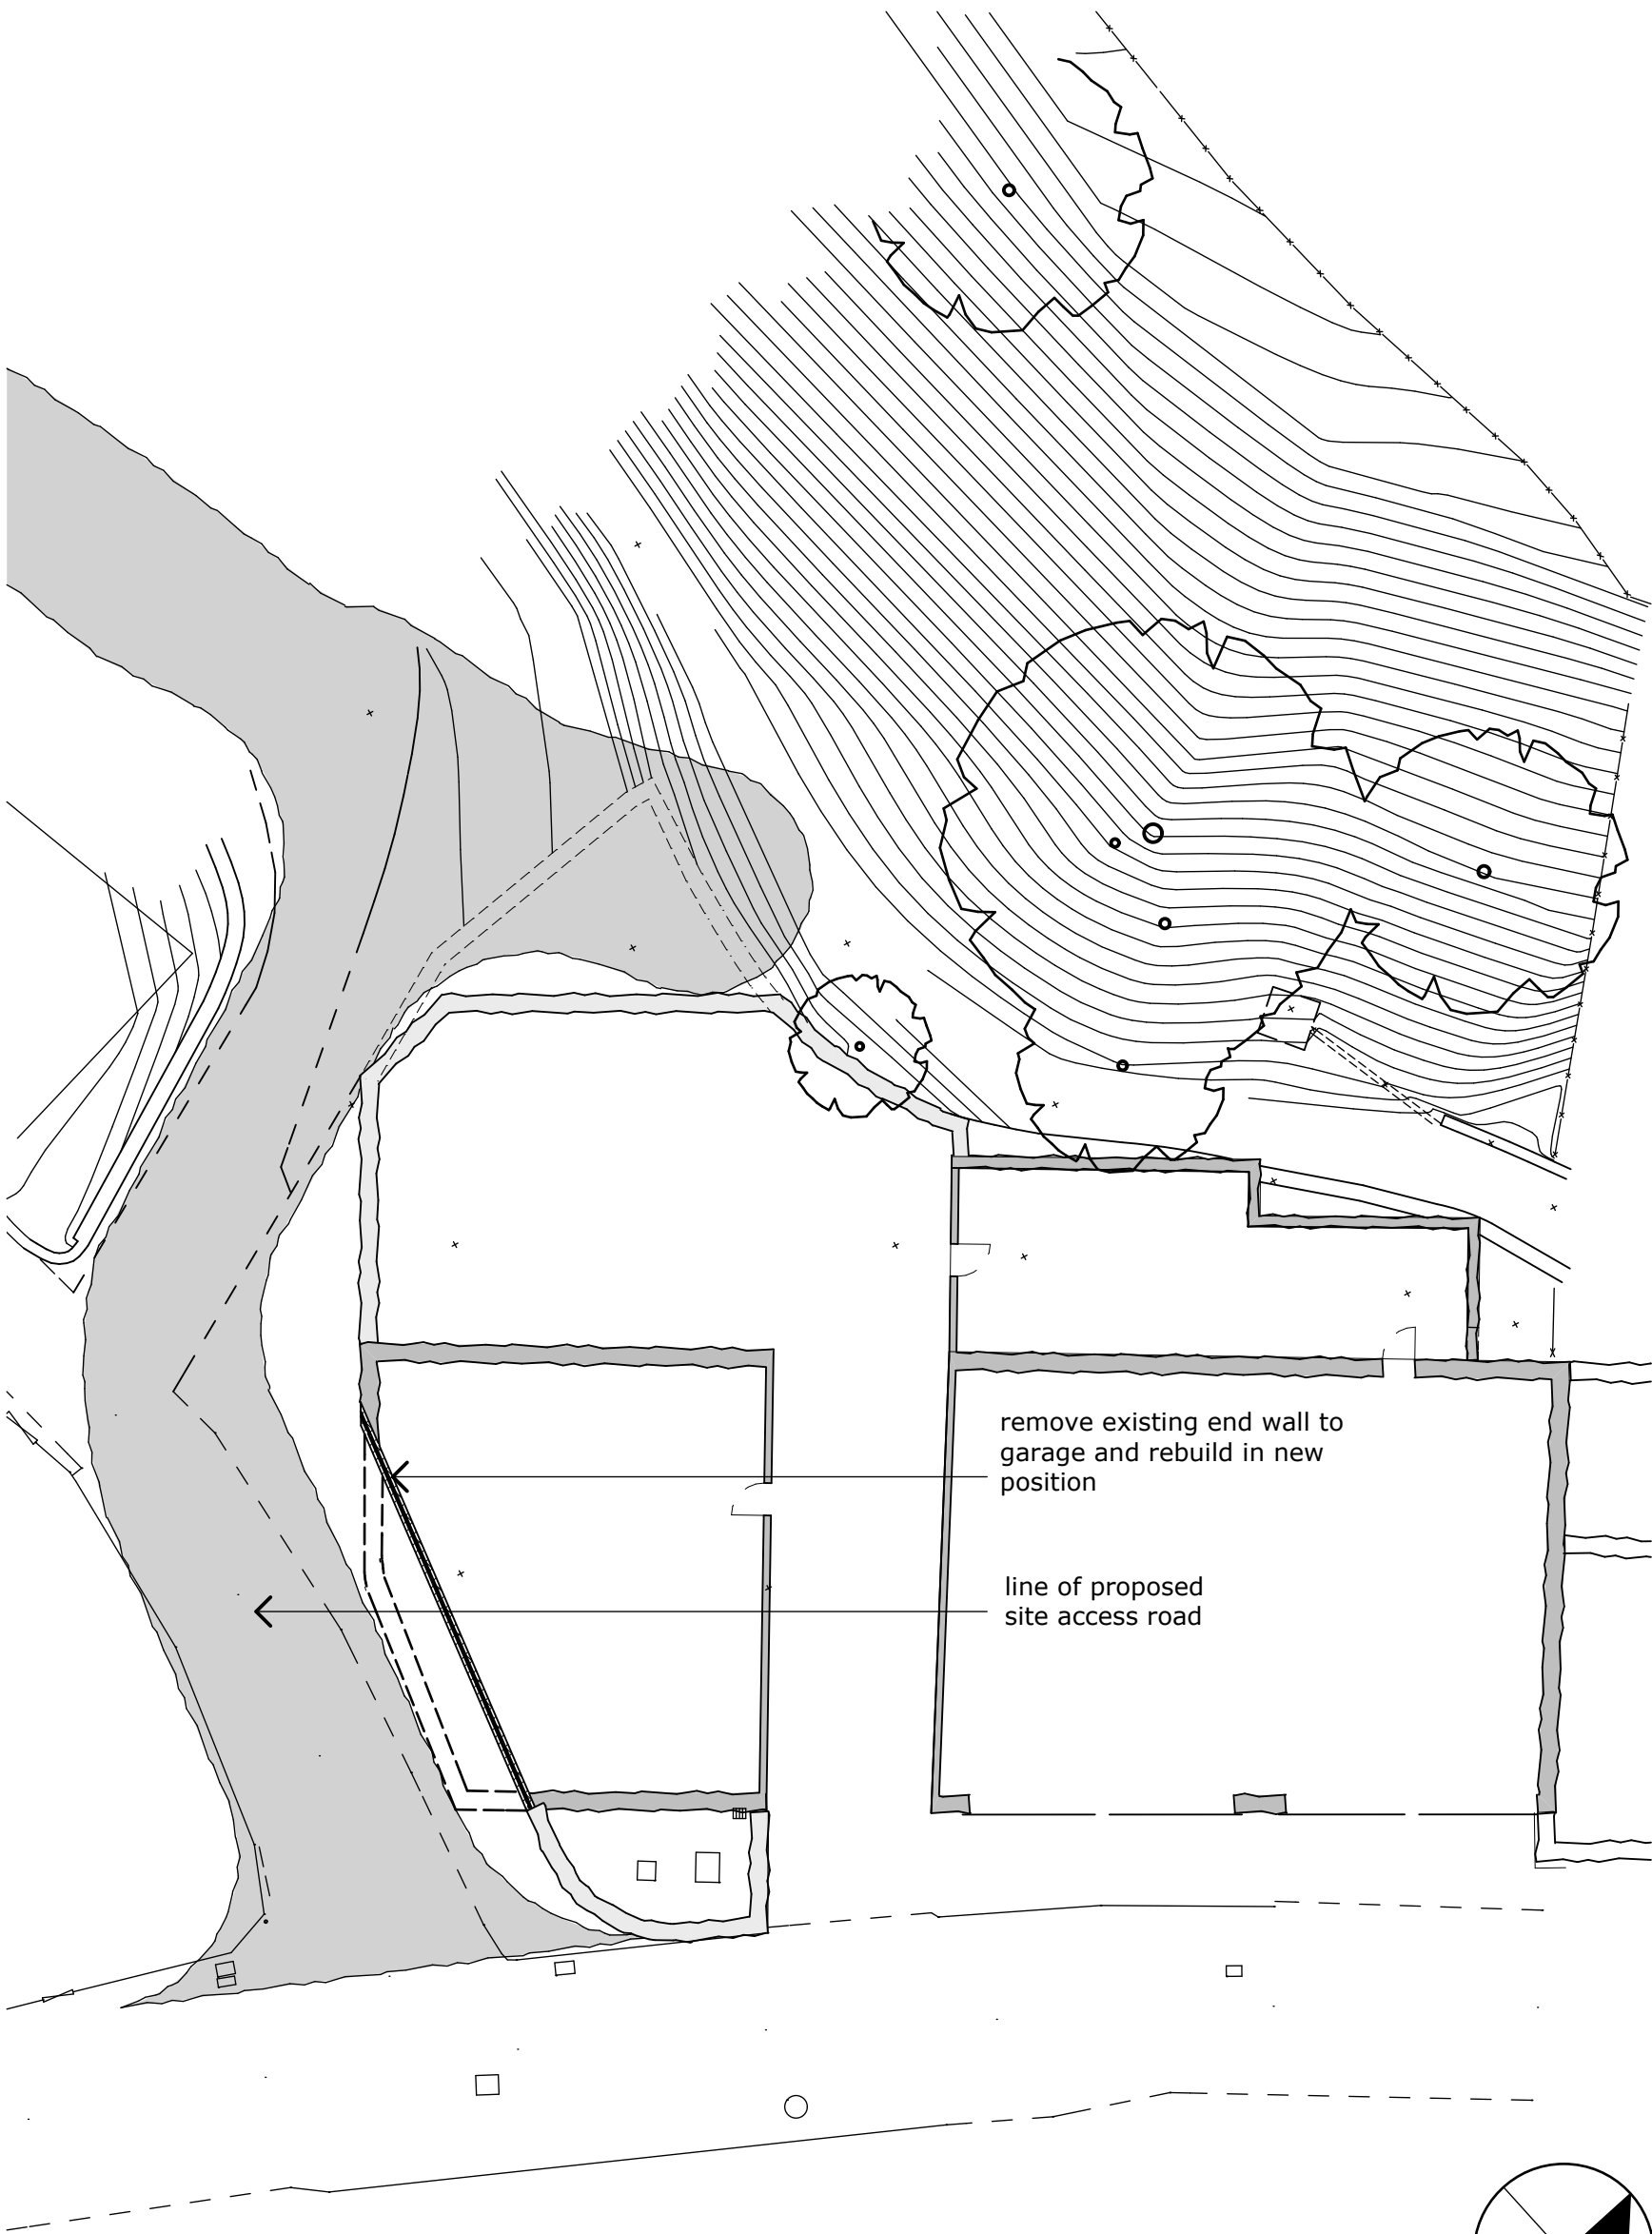 remove existing end wall to
garage and rebuild in new
position
line of proposed
site access road